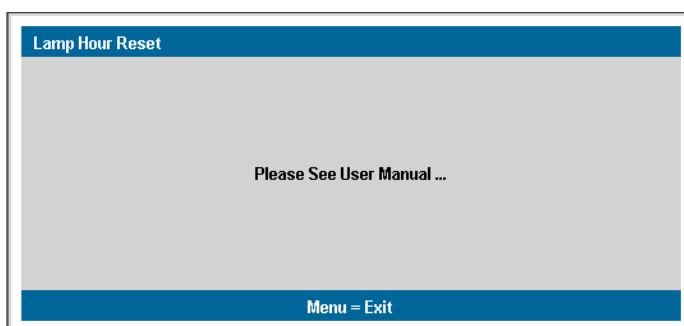 Lamp Hour Reset
Please See User Manual ...
Menu = Exit